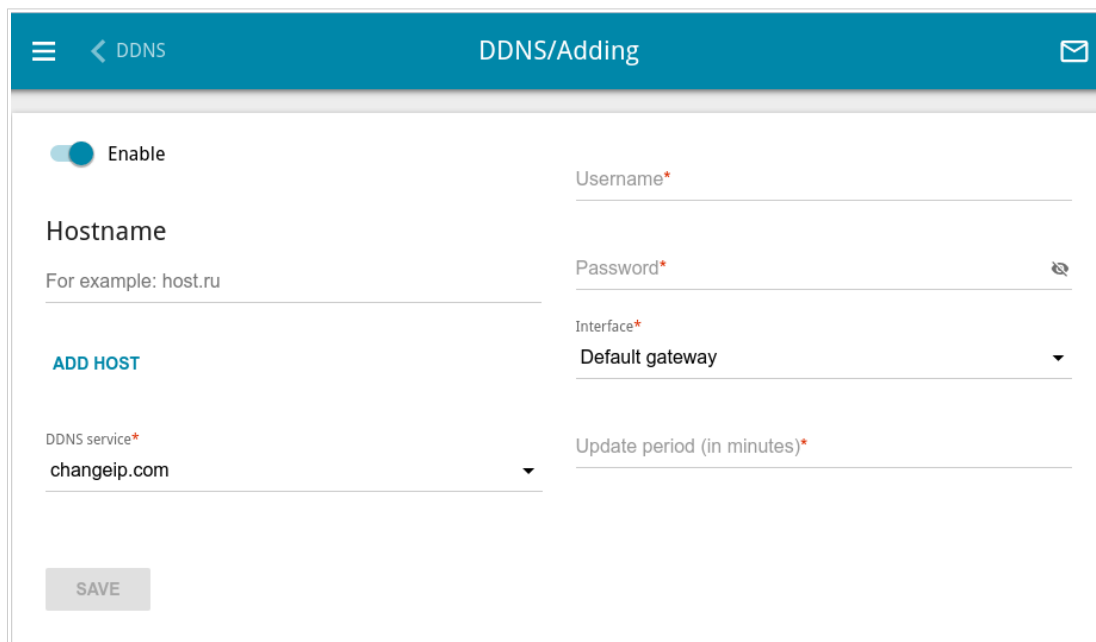 DDNS
DDNS/Adding
Enable
Hostname
For example: host.ru
ADD HOST
DDNS service*
changeip.com
SAVE
Username*
Password*
Interface*
Default gateway
Update period (in minutes)*